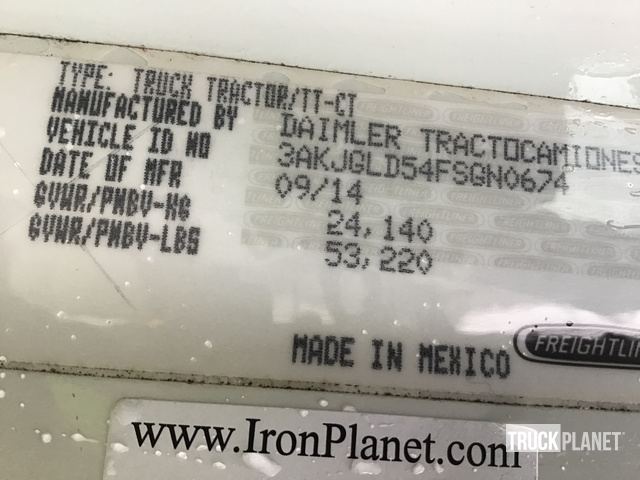 TYPE: TRUCK TRACTOR/TT-CT
MANUFACTURED BY DAIMLER TRACTOCAMIONES
VEHICLE ID NO 3AKJGLD54FSGN0674
DATE OF MFR 09/14
GVWR/PNBV-KG 24,140
GVWR/PNBV-LBS 53,220
MADE IN MEXICO
FREIGHTLIN
www.IronPlanet.com
TRUCKPLANET